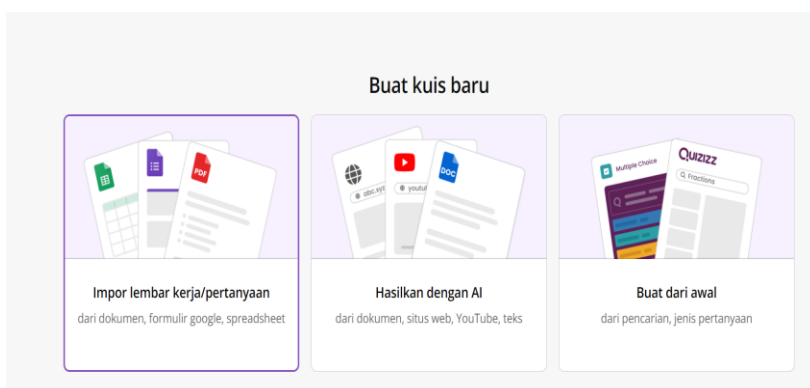 Buat kuis baru
PDF
abc.xyz
DOC
Multiple Choice
QUIZIZZ
Fractions
Impor lembar kerja/pertanyaan
dari dokumen, formulir google, spreadsheet
Hasilkan dengan AI
dari dokumen, situs web, YouTube, teks
Buat dari awal
dari pencarian, jenis pertanyaan